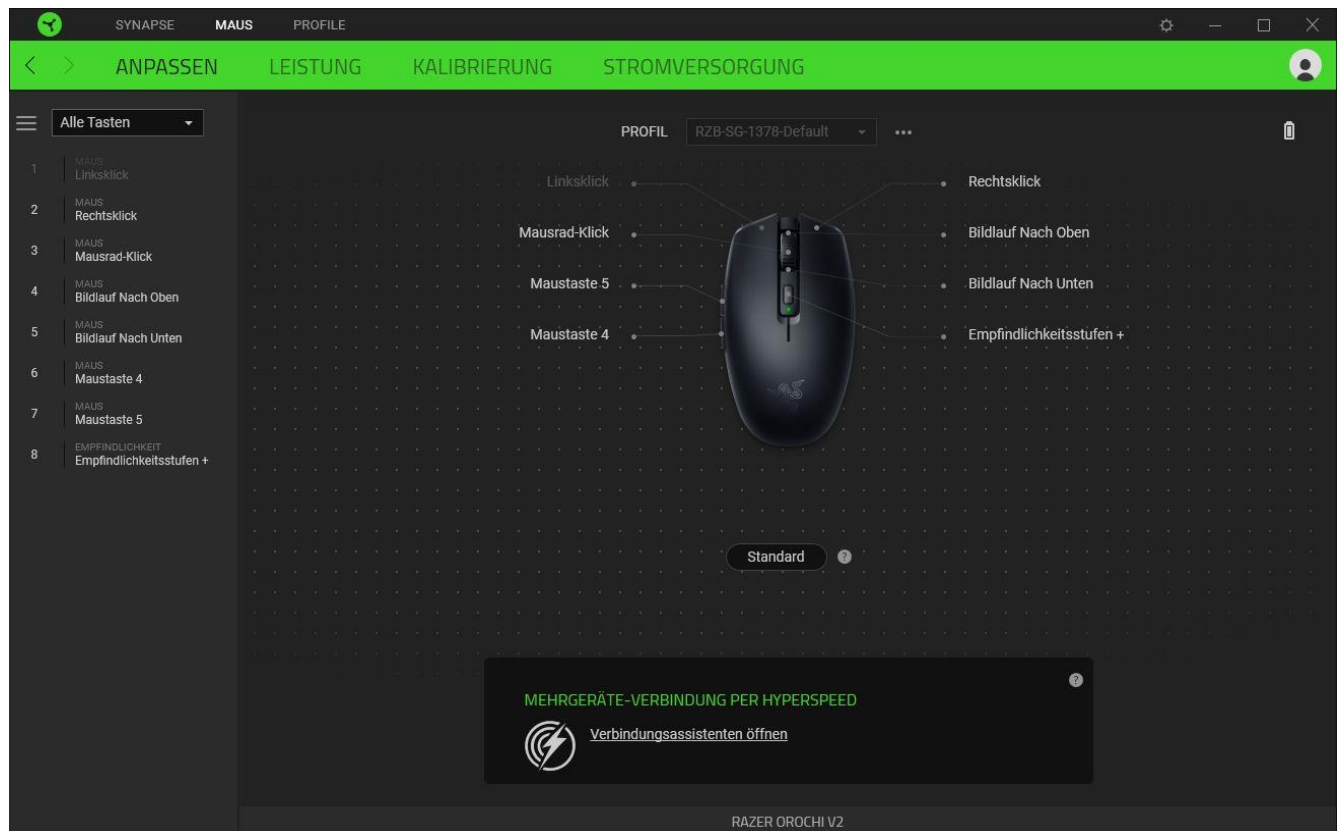 SYNAPSE MAUS PROFILE
ANPASSEN LEISTUNG KALIBRIERUNG STROMVERSORGUNG
Alle Tasten
PROFIL RZB-SG-1378-Default
1 MAUS
Linksklick
2 MAUS
Rechtsklick
3 MAUS
Mausrad-Klick
4 MAUS
Bildlauf Nach Oben
5 MAUS
Bildlauf Nach Unten
6 MAUS
Maustaste 4
7 MAUS
Maustaste 5
8 EMPFINDLICHKEIT
Empfindlichkeitsstufen +
Linksklick Rechtsklick
Mausrad-Klick Bildlauf Nach Oben
Maustaste 5 Bildlauf Nach Unten
Maustaste 4 Empfindlichkeitsstufen +
Standard ?
MEHRGERÄTE-VERBINDUNG PER HYPERSPEED ?
Verbindungsassistenten öffnen
RAZER OROCHI V2